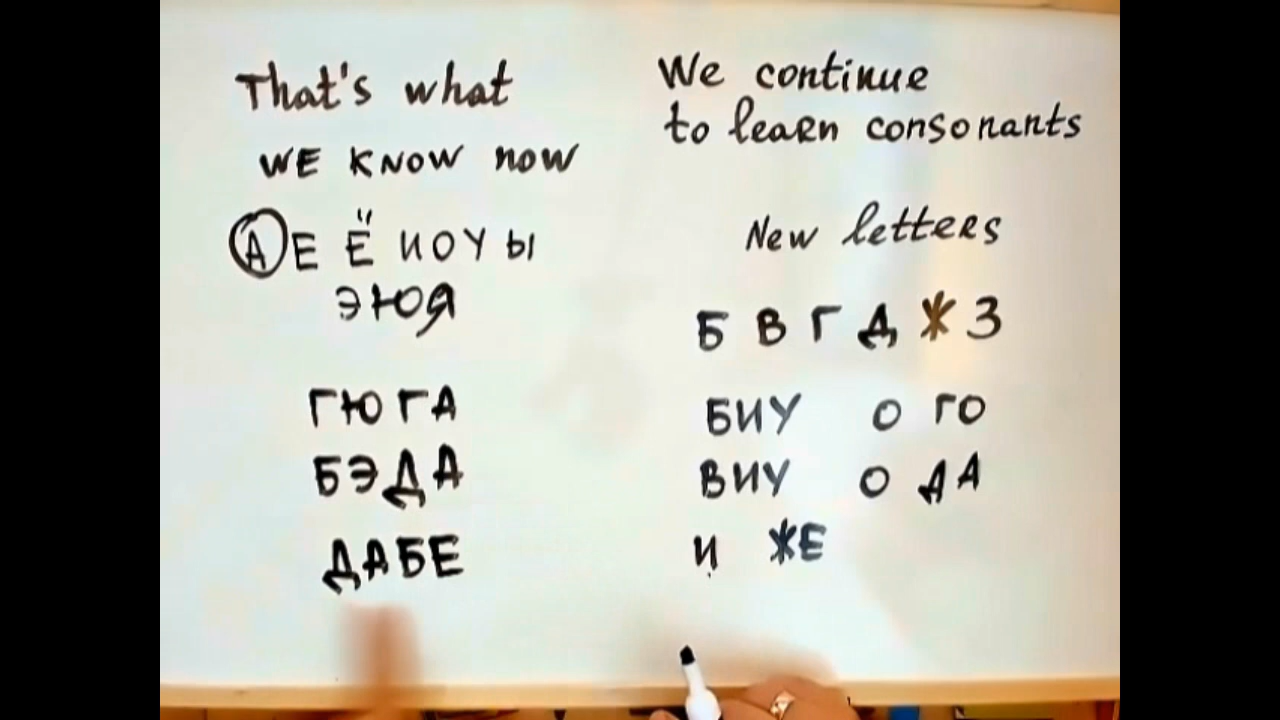 That's what
WE KNOW NOW
А Е Ё И О У Ы
Э Ю Я
ГЮГА
БЭДА
ДАБЕ
We continue
to learn consonants
New letters
Б В Г Д Ж З
БИУ О ГО
ВИУ О ДА
И ЖЕ